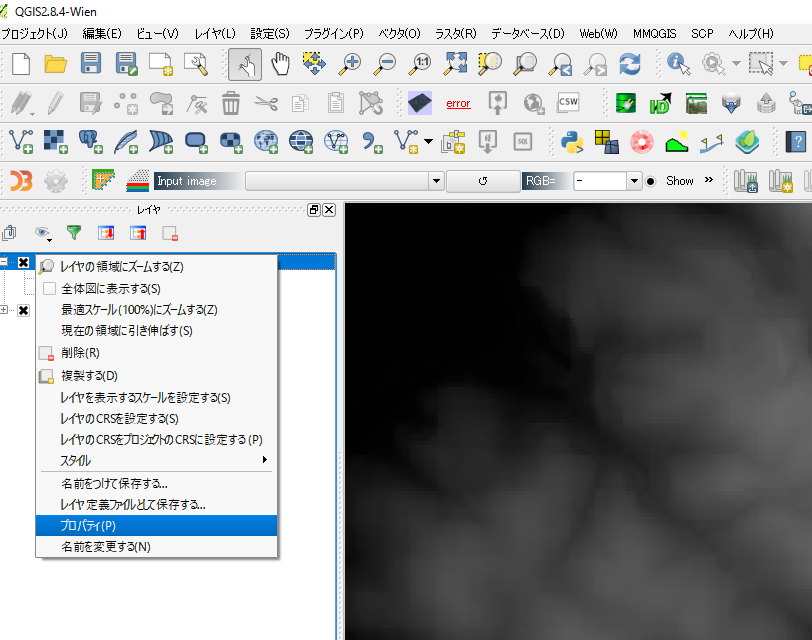 QGIS2.8.4-Wien
プロジェクト(J) 編集(E) ビュー(V) レイヤ(L) 設定(S) プラグイン(P) ベクタ(O) ラスタ(R) データベース(D) Web(W) MMQGIS SCP ヘルプ(H)
1:1
error CSW
SQL ?
Input image RGB= - Show »
レイヤ
レイヤの領域にズームする(Z)
全体図に表示する(S)
最適スケール(100%)にズームする(Z)
現在の領域に引き伸ばす(S)
削除(R)
複製する(D)
レイヤを表示するスケールを設定する(S)
レイヤのCRSを設定する(S)
レイヤのCRSをプロジェクトのCRSに設定する(P)
スタイル
名前をつけて保存する...
レイヤ定義ファイルとして保存する...
プロパティ(P)
名前を変更する(N)